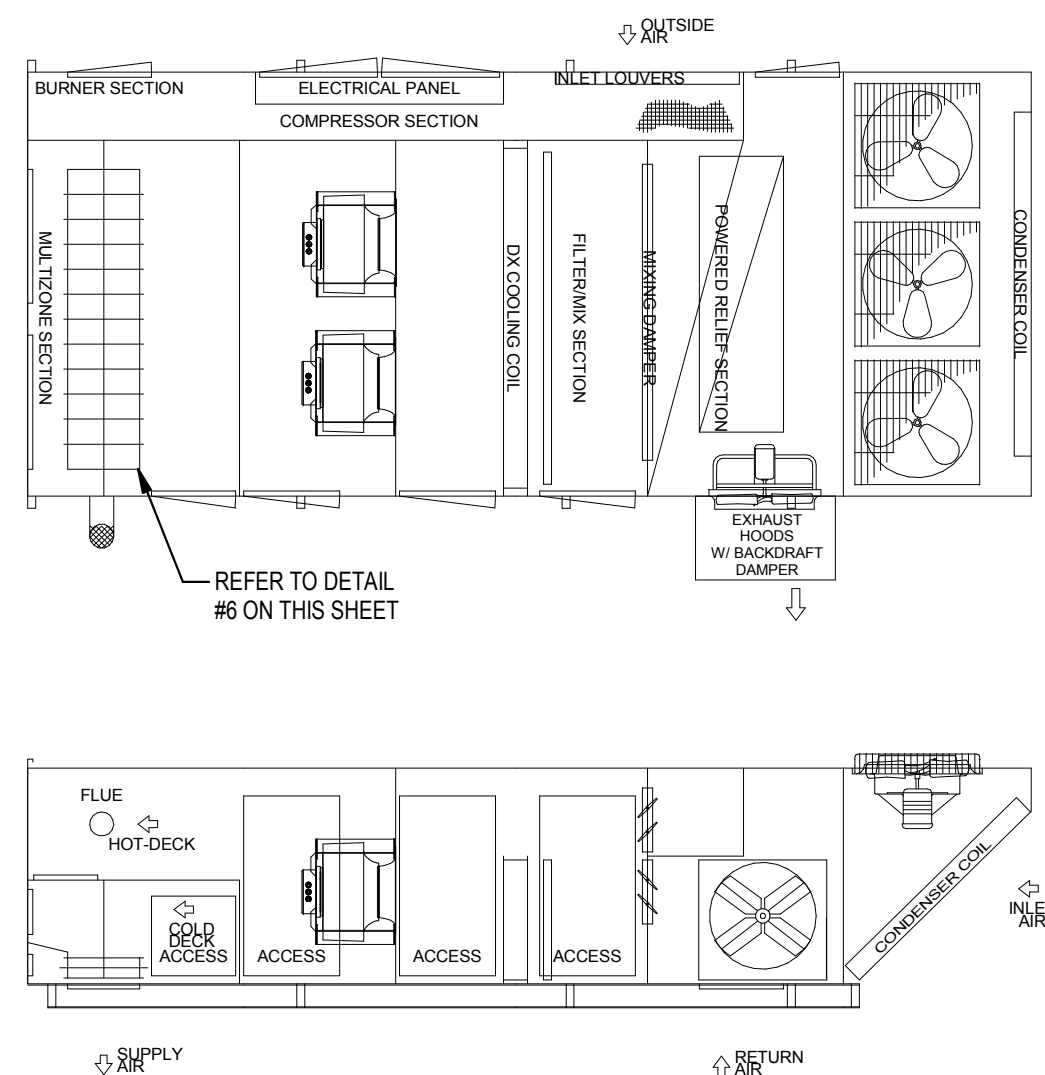 OUTSIDE
AIR
BURNER SECTION
ELECTRICAL PANEL
INLET LOUVERS
COMPRESSOR SECTION
MULTIZONE SECTION
DX COOLING COIL
FILTER/MIX SECTION
MIXING DAMPER
POWERED RELIEF SECTION
CONDENSER COIL
EXHAUST
HOODS
W/ BACKDRAFT
DAMPER
REFER TO DETAIL
#6 ON THIS SHEET
FLUE
HOT-DECK
COLD
DECK
ACCESS
ACCESS
ACCESS
ACCESS
CONDENSER COIL
INLE
AIR
SUPPLY
AIR
RETURN
AIR